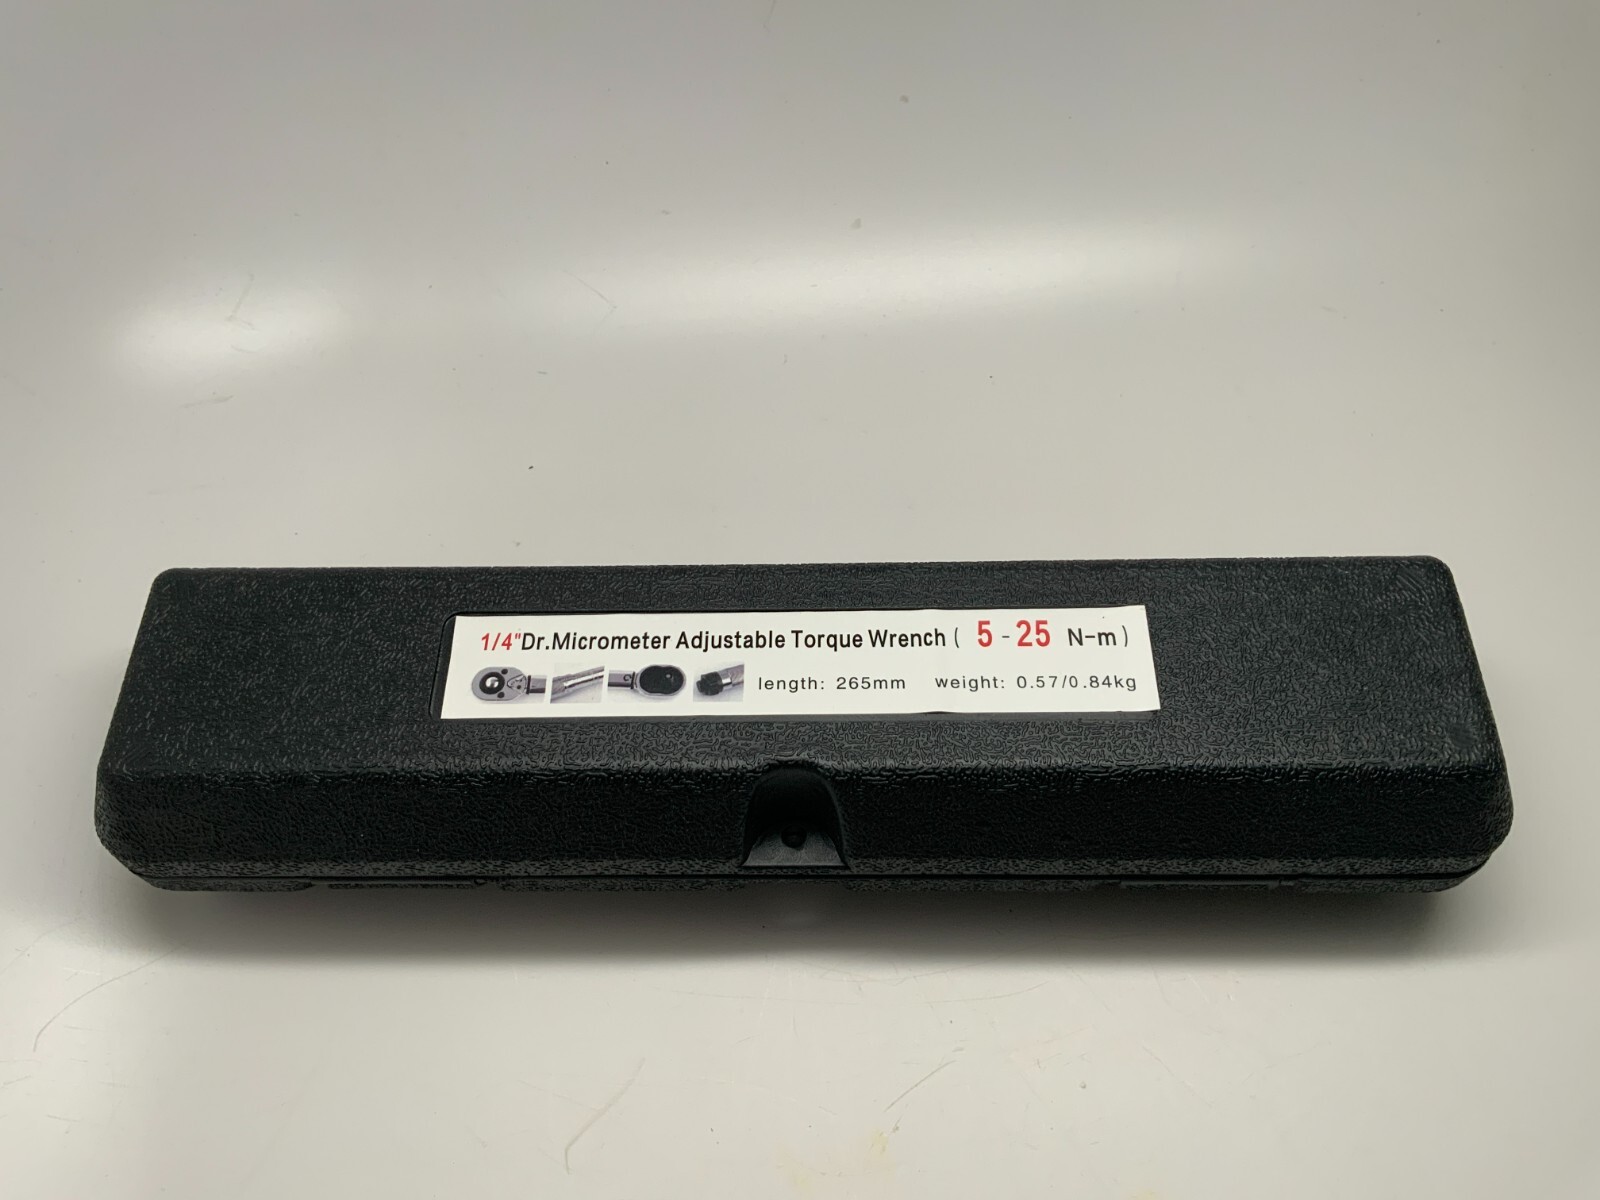 1/4"Dr.Micrometer Adjustable Torque Wrench ( 5 - 25 N-m )
length: 265mm weight: 0.57/0.84kg